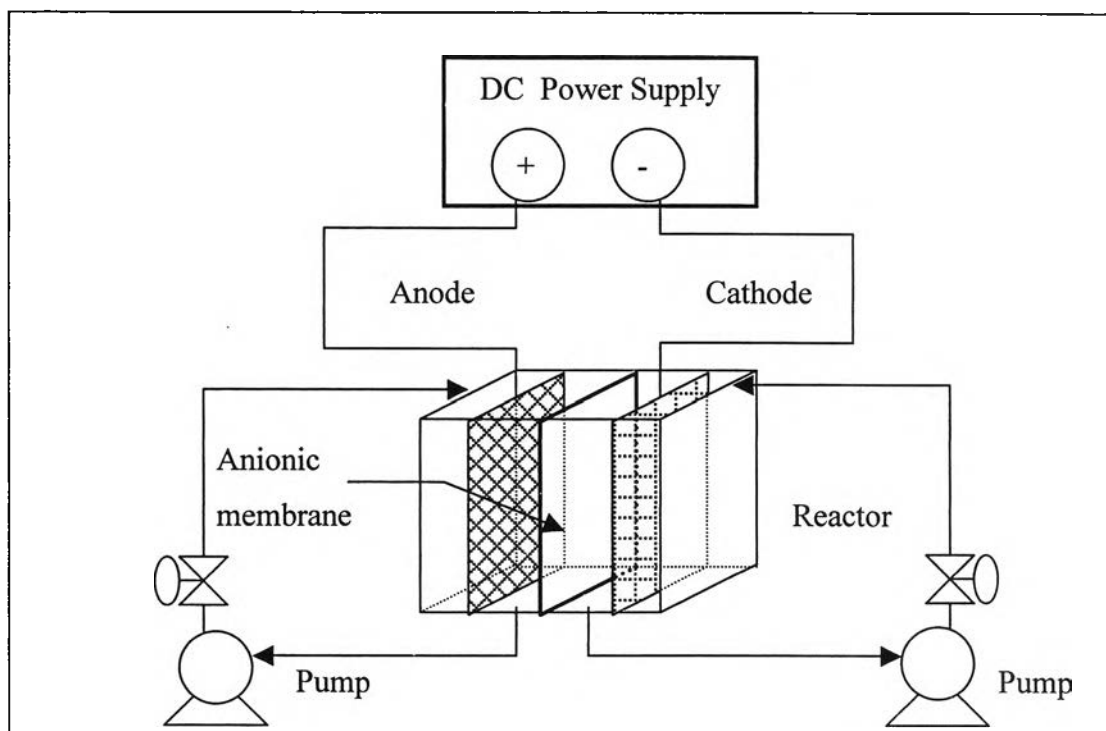 DC Power Supply
+
-
Anode
Cathode
Anionic
membrane
Reactor
Pump
Pump